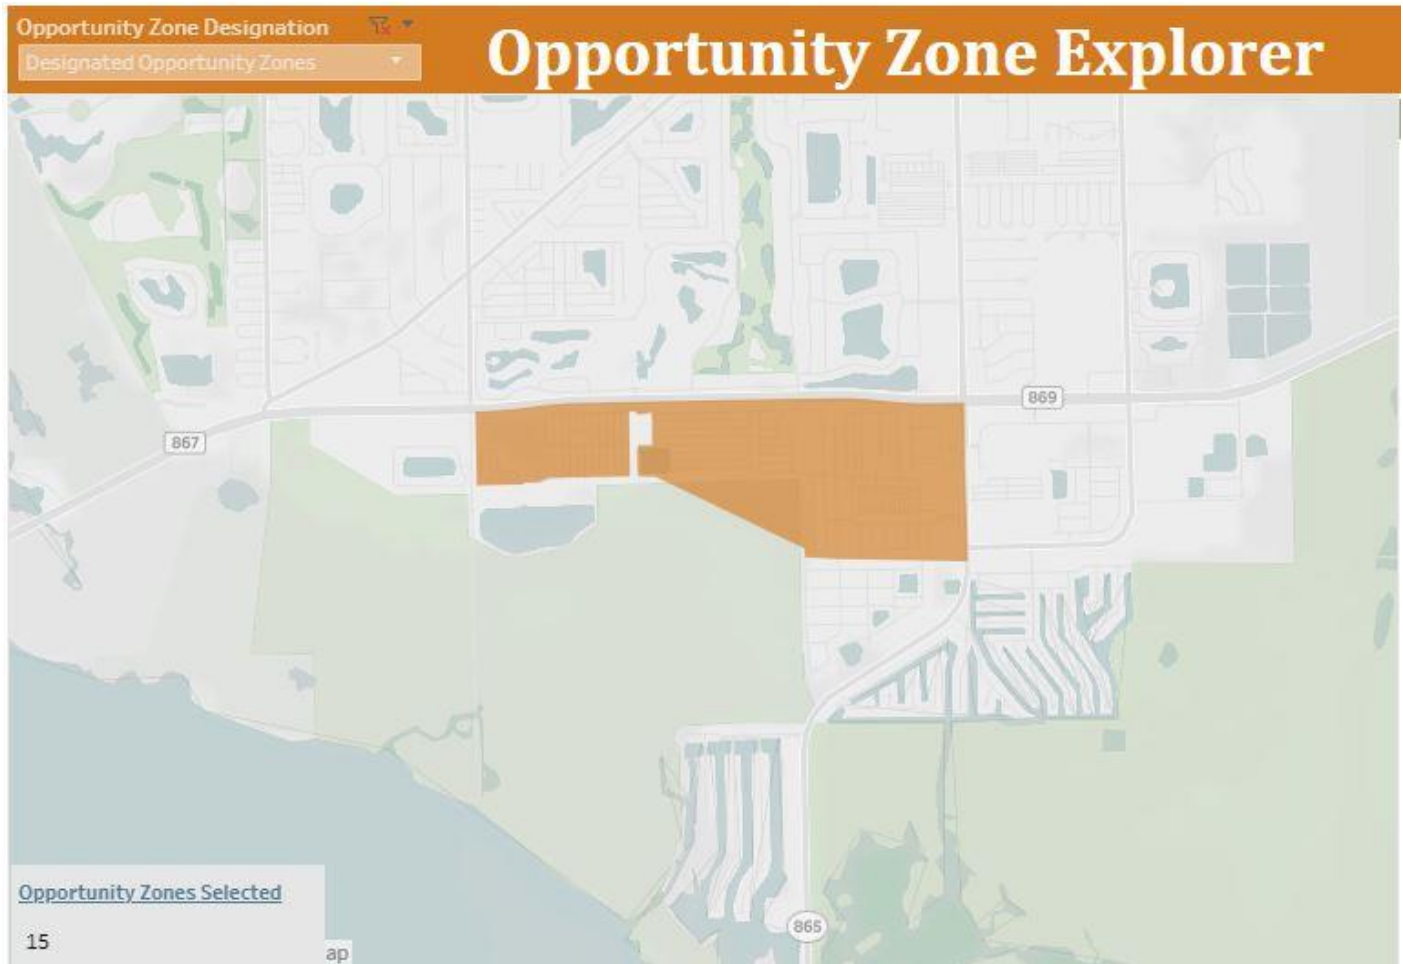 Opportunity Zone Designation
Designated Opportunity Zones
Opportunity Zone Explorer
869
867
865
Opportunity Zones Selected
15
ap